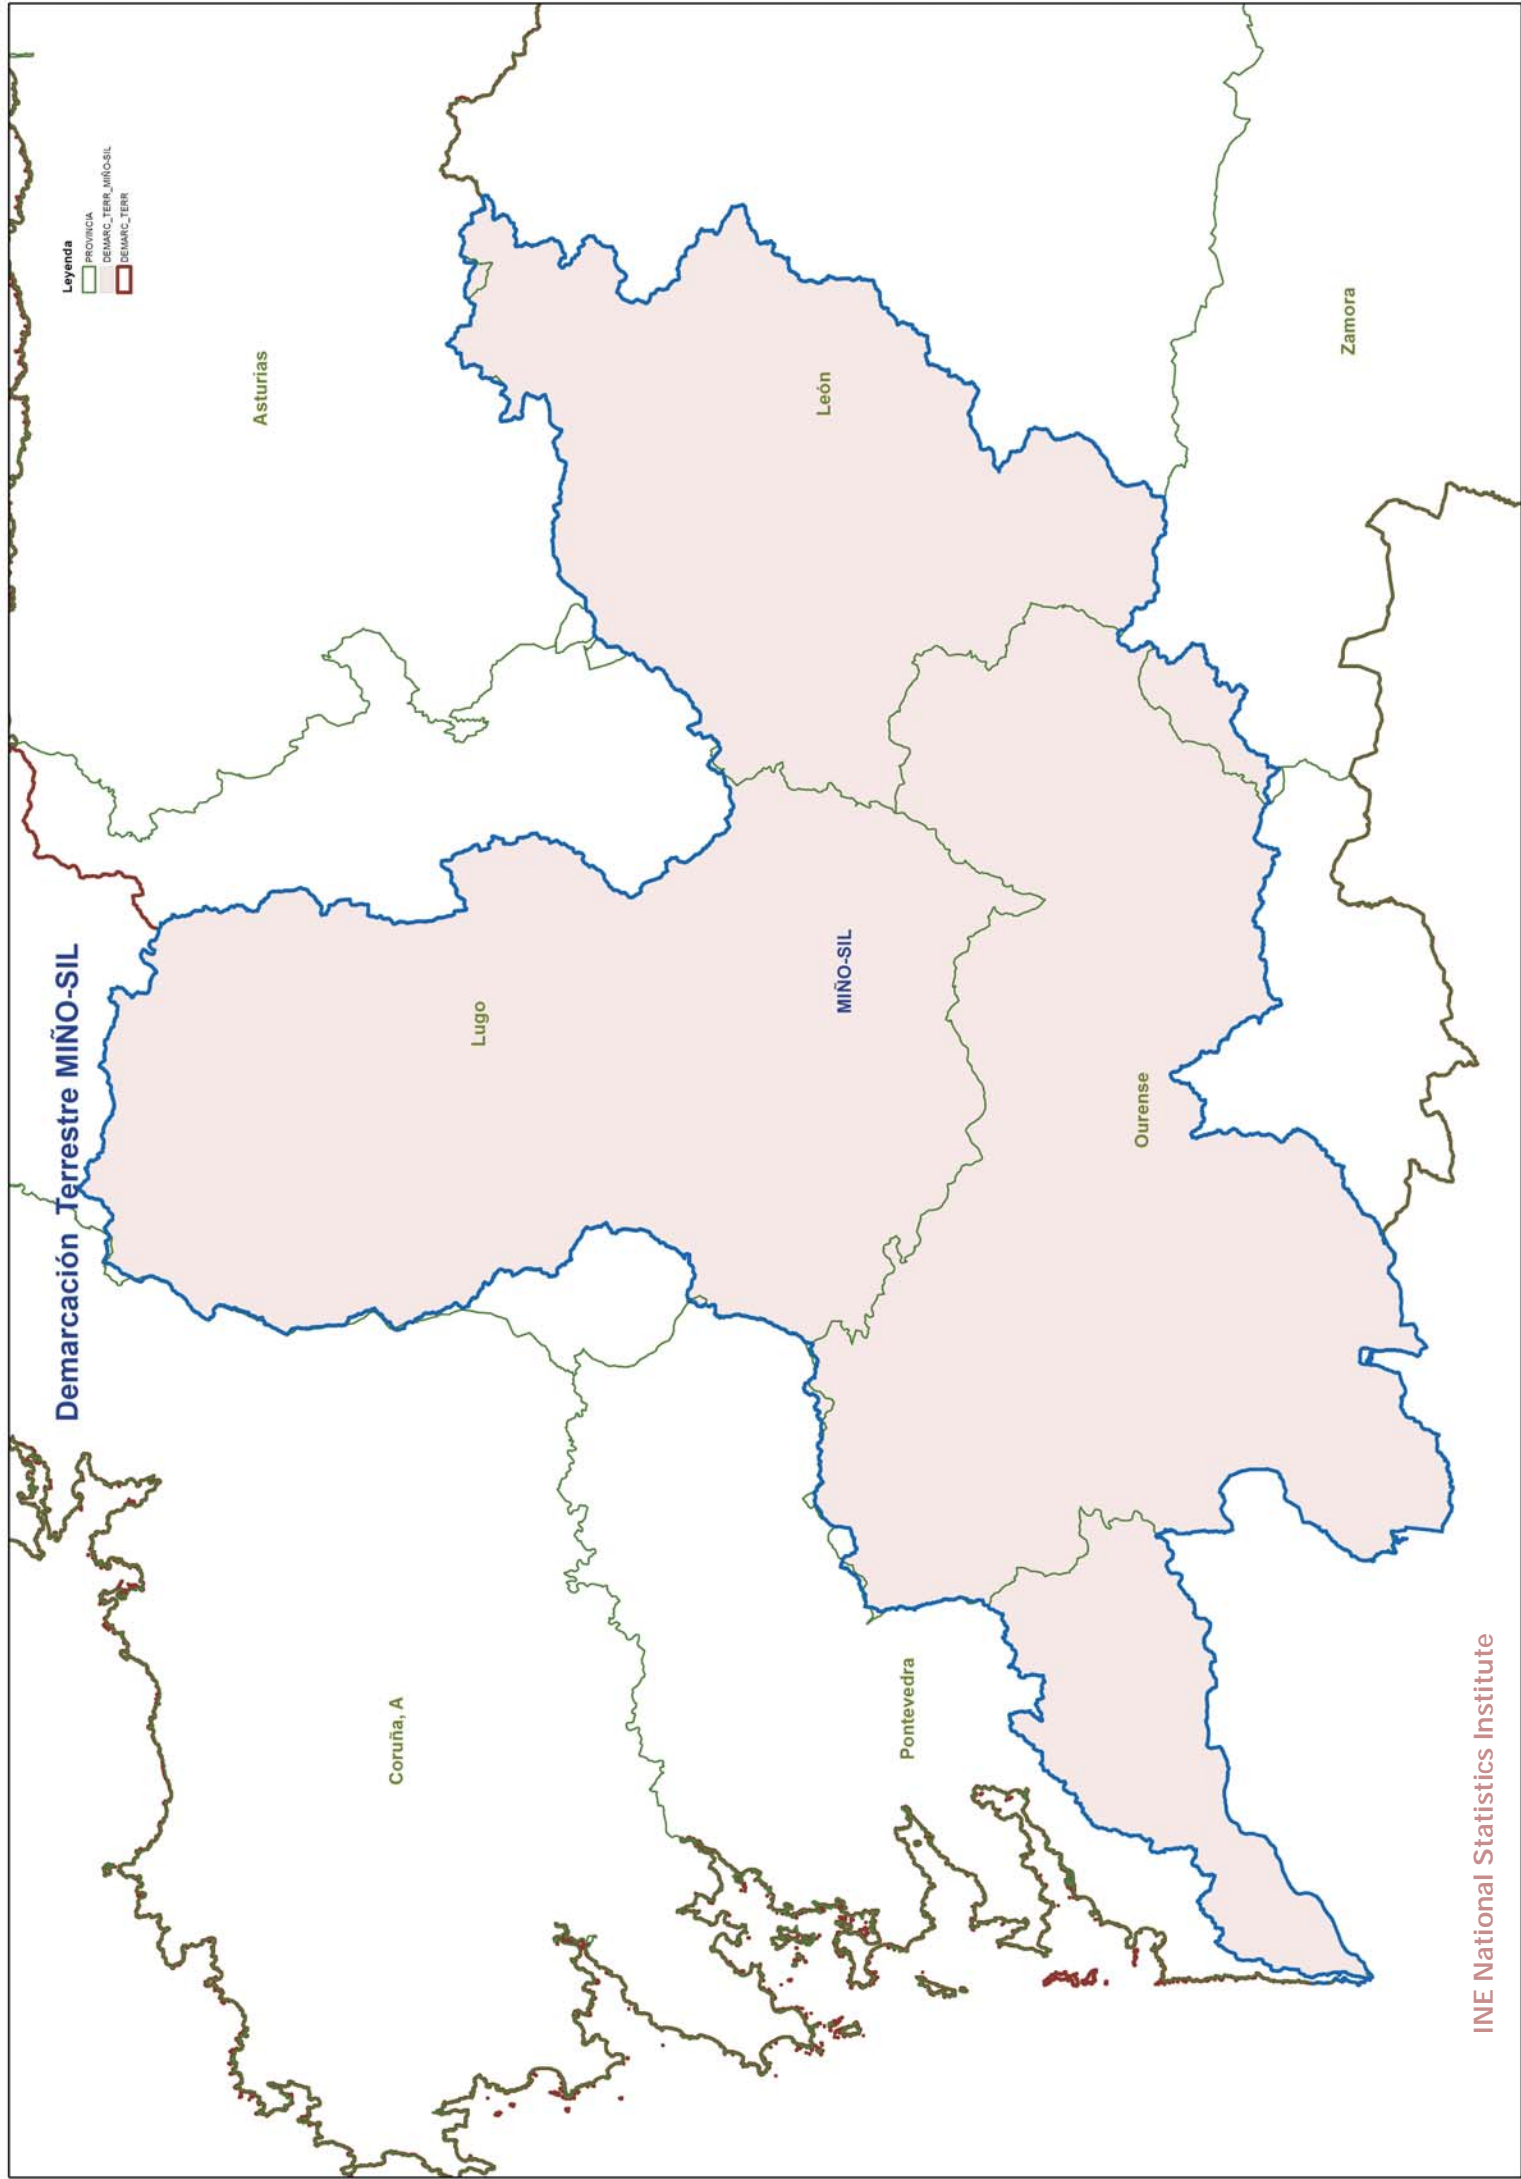 Demarcación Terrestre MIÑO-SIL
Leyenda
PROVINCIA
DEMARC_TERR_MIÑO-SIL
DEMARC_TERR
Asturias
Coruña, A
Lugo
León
MIÑO-SIL
Pontevedra
Ourense
Zamora
INE National Statistics Institute